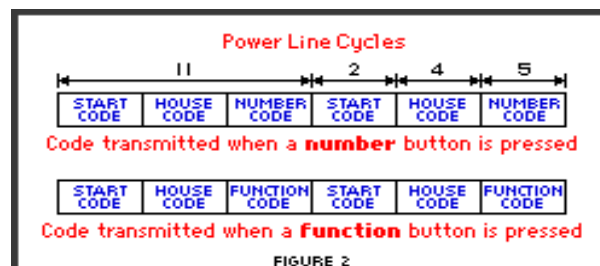 Power Line Cycles
11 2 4 5
START CODE HOUSE CODE NUMBER CODE START CODE HOUSE CODE NUMBER CODE
Code transmitted when a number button is pressed
START CODE HOUSE CODE FUNCTION CODE START CODE HOUSE CODE FUNCTION CODE
Code transmitted when a function button is pressed
FIGURE 2